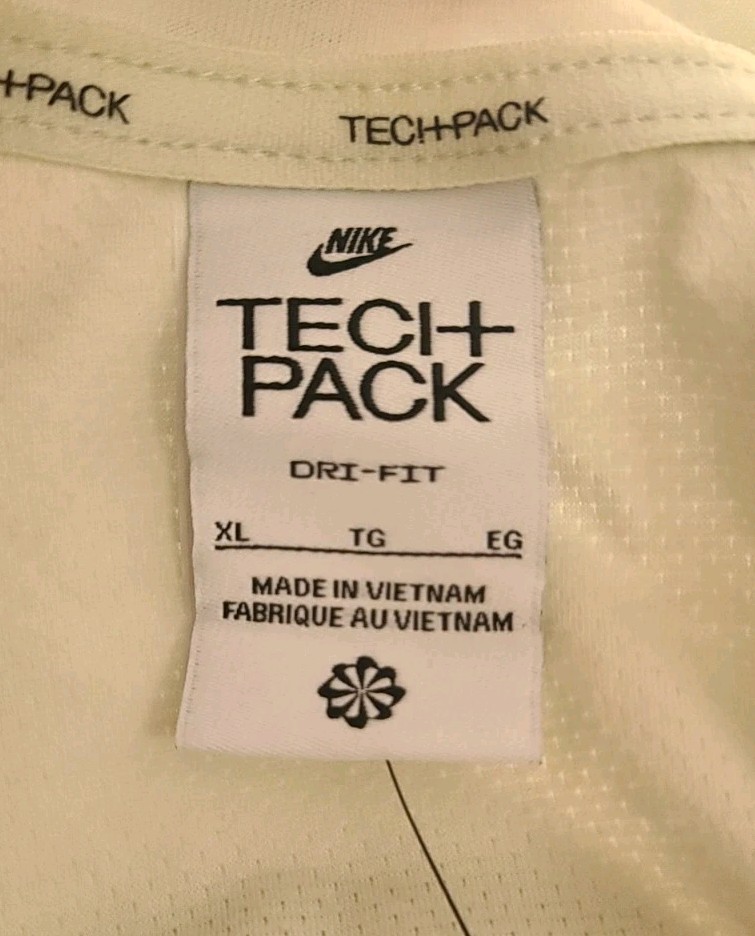 +PACK
TECH+PACK
NIKE
TECH+
PACK
DRI-FIT
XL TG EG
MADE IN VIETNAM
FABRIQUE AU VIETNAM